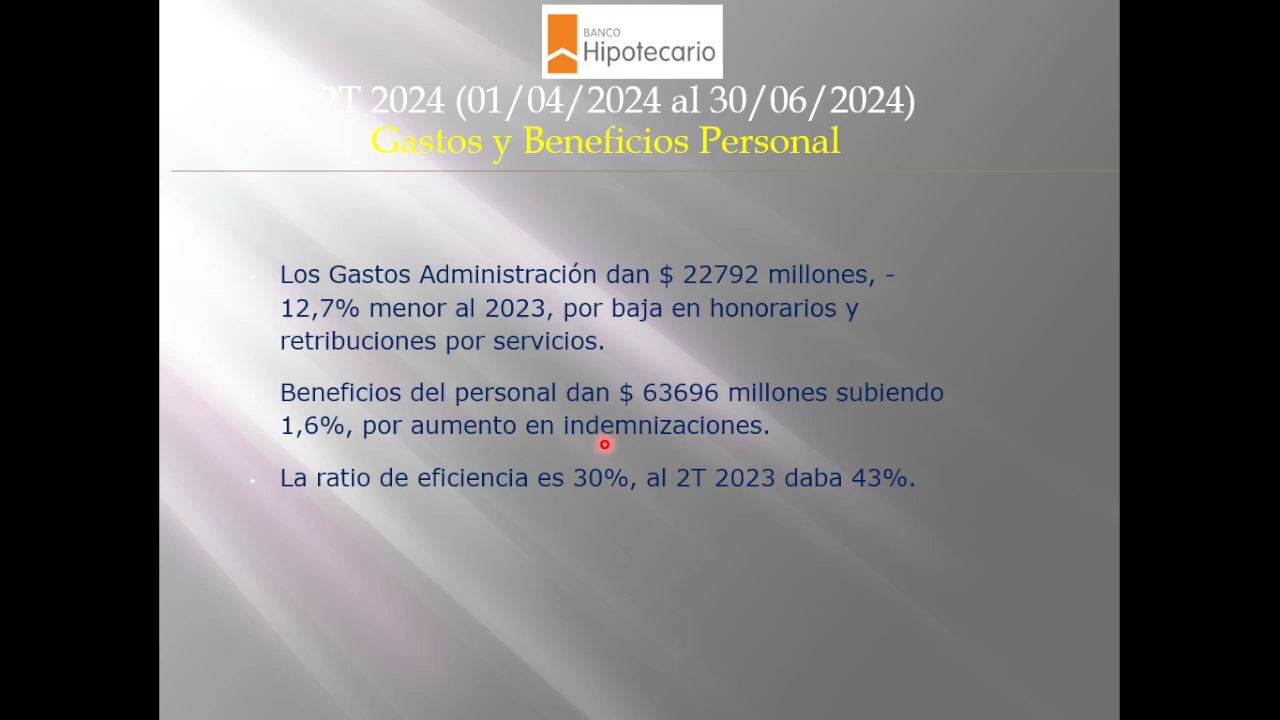 BANCO
Hipotecario
2T 2024 (01/04/2024 al 30/06/2024)
Gastos y Beneficios Personal
Los Gastos Administración dan $ 22792 millones, -
12,7% menor al 2023, por baja en honorarios y
retribuciones por servicios.
Beneficios del personal dan $ 63696 millones subiendo
1,6%, por aumento en indemnizaciones.
La ratio de eficiencia es 30%, al 2T 2023 daba 43%.